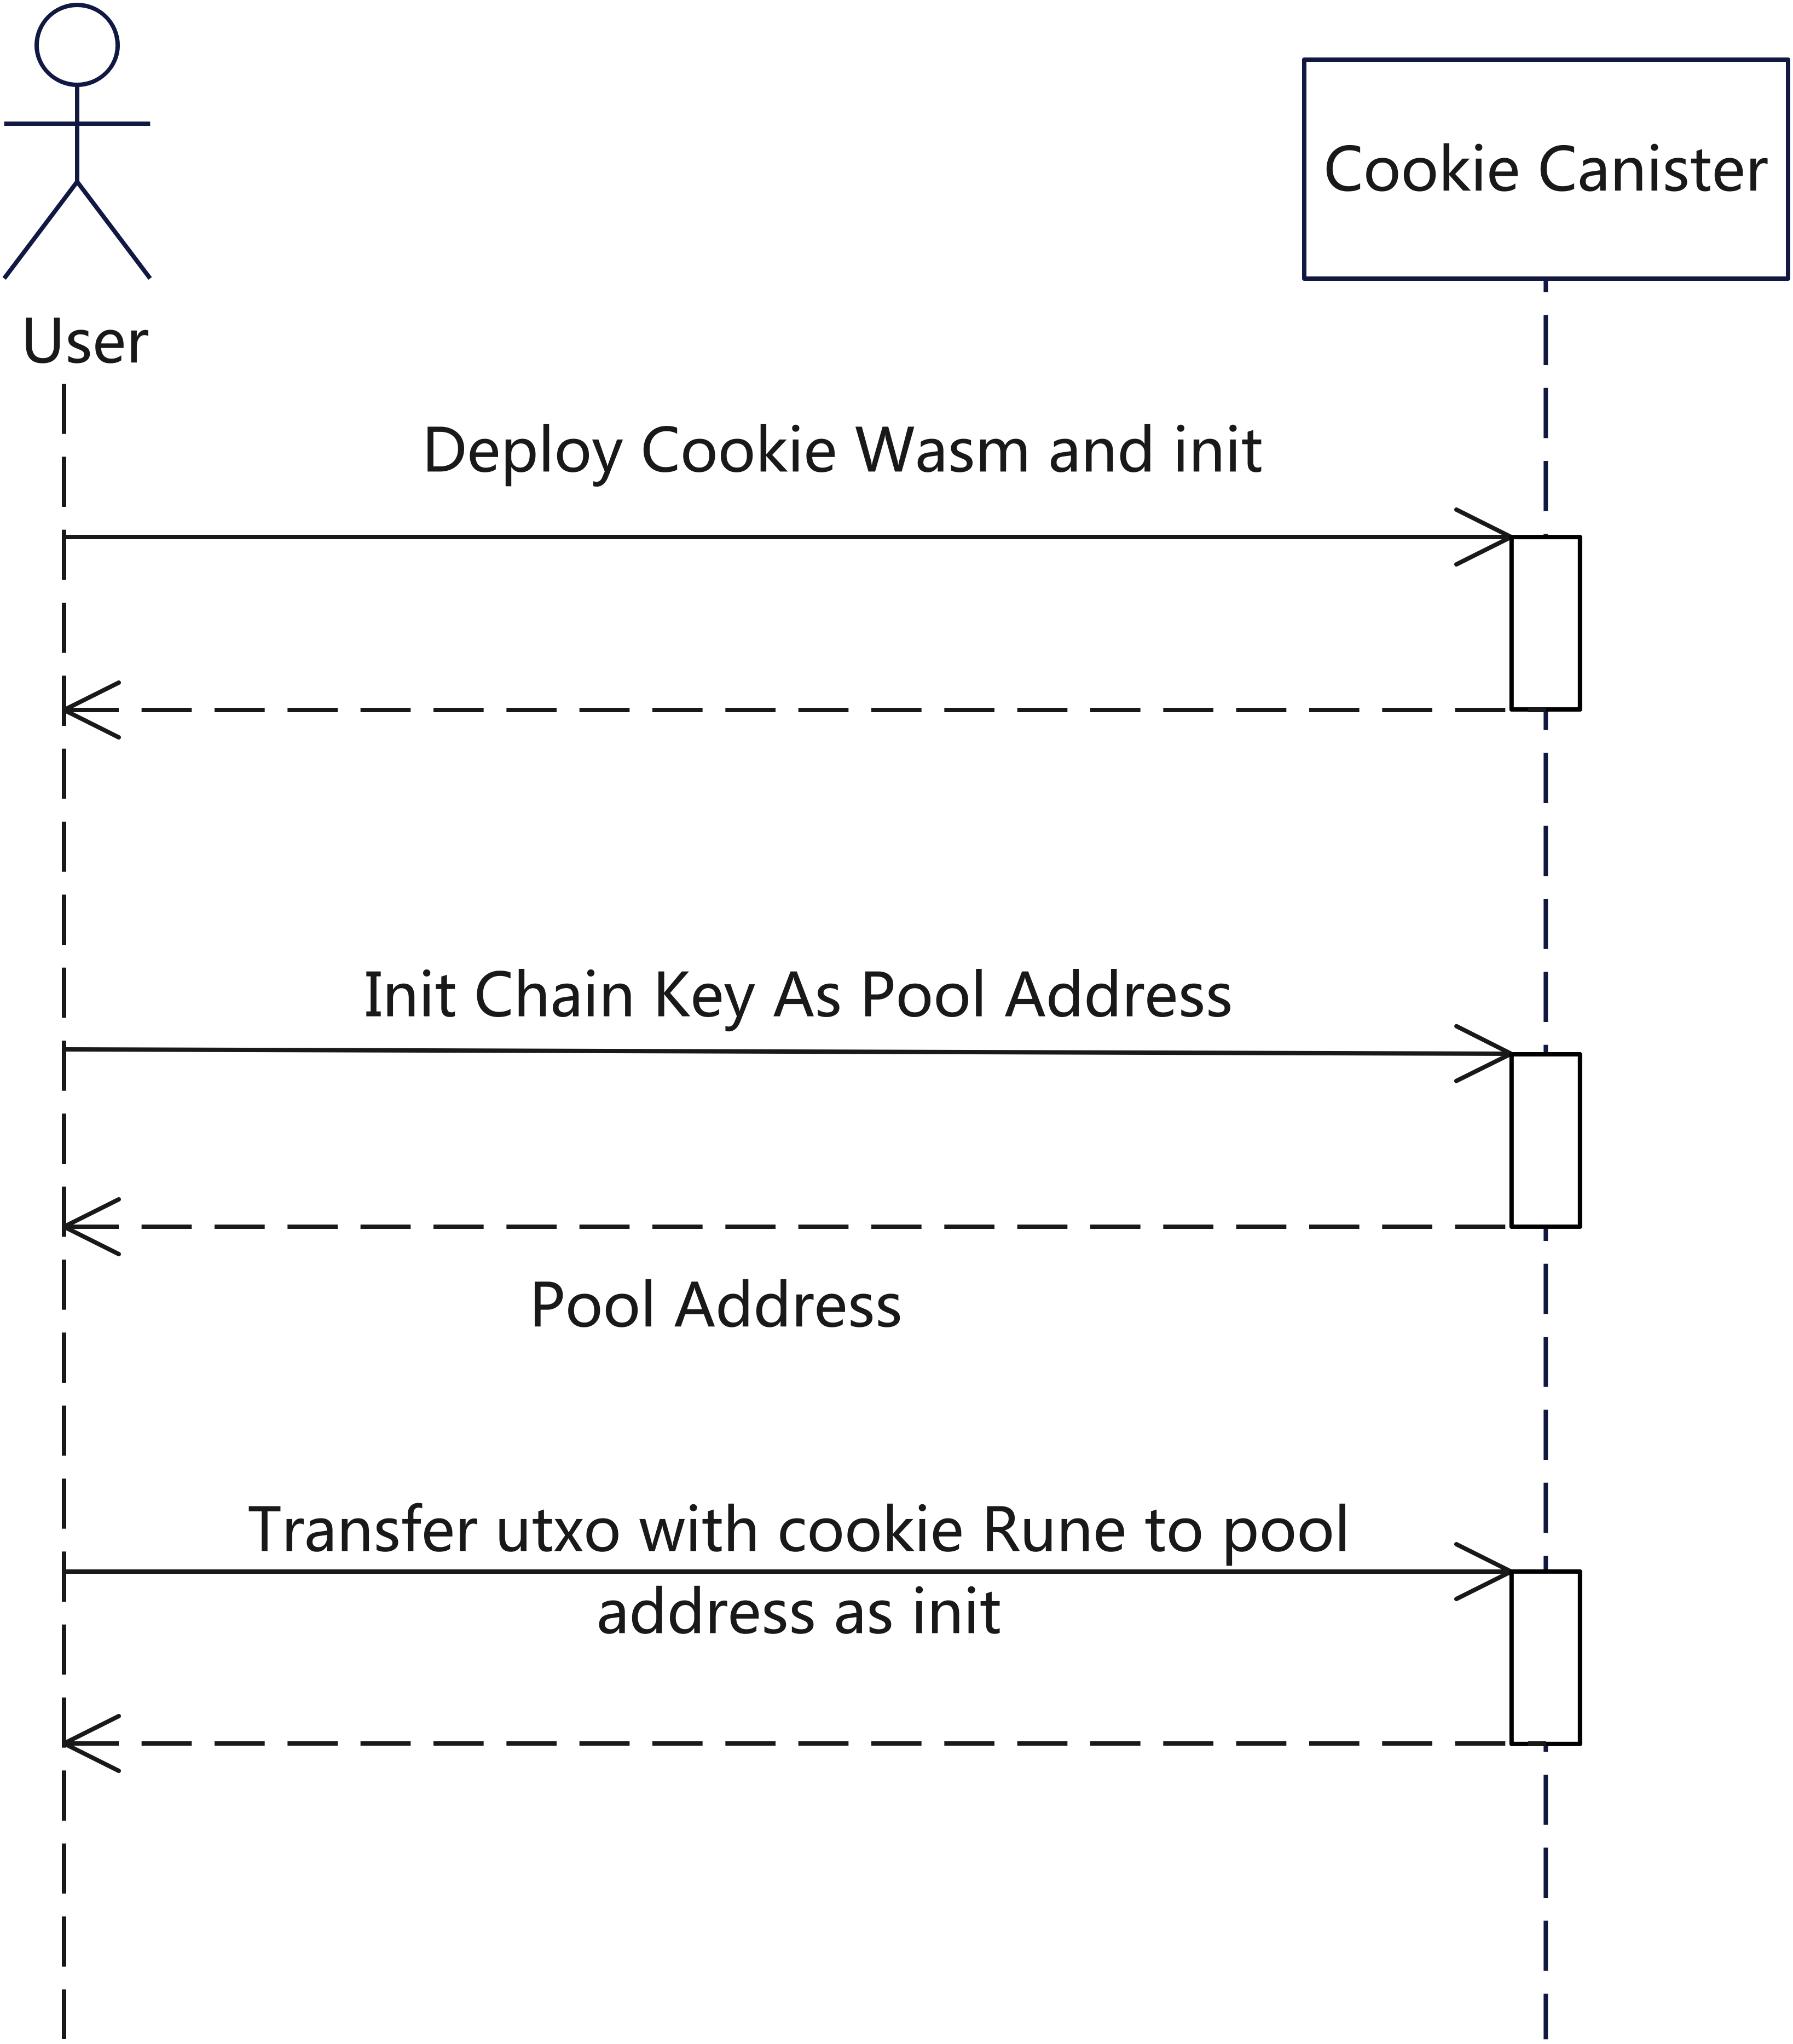 Cookie Canister
User
Deploy Cookie Wasm and init
Init Chain Key As Pool Address
Pool Address
Transfer utxo with cookie Rune to pool
address as init